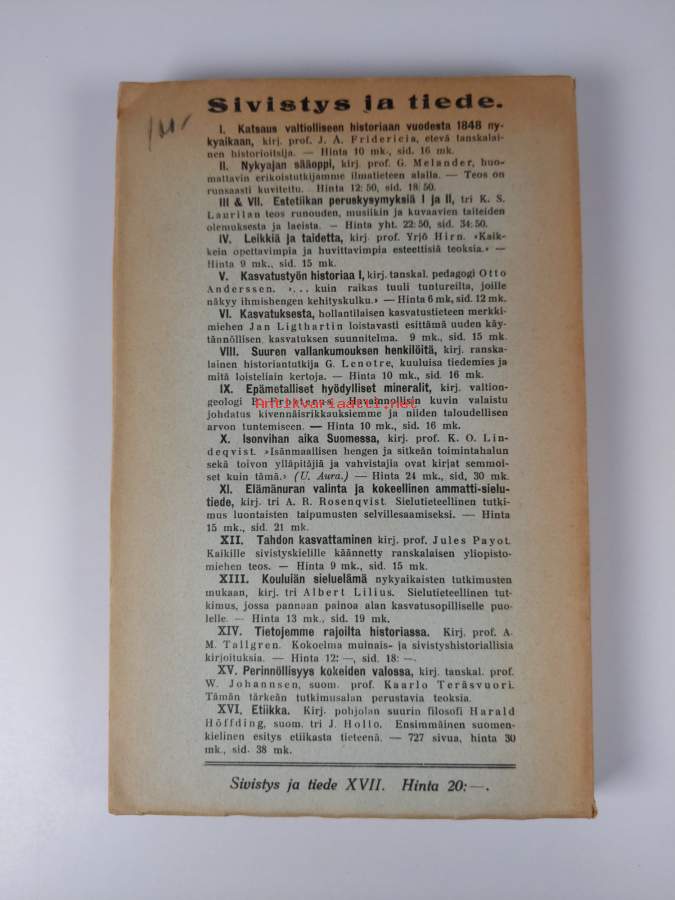 Sivistys ja tiede.
I. Katsaus valtiolliseen historiaan vuodesta 1848 ny-
kyaikaan, kirj. prof. J. A. Fridericia, etevä tanskalai-
nen historioitsija. — Hinta 10 mk., sid. 16 mk.
II. Nykyajan sääoppi, kirj. prof. G. Melander, huo-
mattavin erikoistutkijamme ilmatieteen alalla. — Teos on
runsaasti kuvitettu. Hinta 12:50, sid. 18:50.
III & VII. Estetiikan peruskysymyksiä I ja II, tri K. S.
Laurilan teos runouden, musiikin ja kuvaavien taiteiden
olemuksesta ja laeista. — Hinta yht. 22:50, sid. 34:50.
IV. Leikkiä ja taidetta, kirj. prof. Yrjö Hirn. »Kaik-
kein opettavimpia ja huvittavimpia esteettisiä teoksia.» —
Hinta 9 mk., sid. 15 mk.
V. Kasvatustyön historiaa I, kirj. tanskal. pedagogi Otto
Anderssen. »... kuin raikas tuuli tuntureilta, joille
näkyy ihmishengen kehityskulku.» — Hinta 6 mk, sid. 12 mk.
VI. Kasvatuksesta, hollantilaisen kasvatustieteen merkki-
miehen Jan Ligthartin loistavasti esittämä uuden käy-
tännöllisen kasvatuksen suunnitelma. 9 mk., sid. 15 mk.
VIII. Suuren vallankumouksen henkilöitä, kirj. ranska-
lainen historiantutkija G. Lenotre, kuuluisa tiedemies ja
mitä loisteliain kertoja. — Hinta 10 mk., sid. 16 mk.
IX. Epämetalliset hyödylliset mineralit, kirj. valtion-
geologi Frosterus. Havainnollisin kuvin valaistu
johdatus kivennäisrikkauksiemme ja niiden taloudellisen
arvon tuntemiseen. — Hinta 10 mk., sid. 16 mk.
Antikvariaatti.net
X. Isonvihan aika Suomessa, kirj. prof. K. O. Lin-
deqvist. »Isänmaallisen hengen ja sitkeän toimintahalun
sekä toivon ylläpitäjiä ja vahvistajia ovat kirjat semmoi-
set kuin tämä.» (U. Aura.) — Hinta 24 mk., sid, 30 mk.
XI. Elämänuran valinta ja kokeellinen ammatti-sielu-
tiede, kirj. tri A. R. Rosenqvist. Sielutieteellinen tutki-
mus luontaisten taipumusten selvillesaamiseksi. — Hinta
15 mk., sid. 21 mk.
XII. Tahdon kasvattaminen kirj. prof. Jules Payot.
Kaikille sivistyskielille käännetty ranskalaisen yliopisto-
miehen teos. — Hinta 9 mk., sid. 15 mk.
XIII. Kouluiän sieluelämä nykyaikaisten tutkimusten
mukaan, kirj. tri Albert Lilius. Sielutieteellinen tut-
kimus, jossa pannaan painoa alan kasvatusopilliselle puo-
lelle. — Hinta 13 mk., sid. 19 mk.
XIV. Tietojemme rajoilta historiassa. Kirj. prof. A.
M. Tallgren. Kokoelma muinais- ja sivistyshistoriallisia
kirjoituksia. — Hinta 12: —, sid. 18: —.
XV. Perinnöllisyys kokeiden valossa, kirj. tanskal. prof.
W. Johannsen, suom. prof. Kaarlo Teräsvuori.
Tämän tärkeän tutkimusalan perustavia teoksia.
XVI. Etiikka. Kirj. pohjolan suurin filosofi Harald
Höffding, suom. tri J. Hollo. Ensimmäinen suomen-
kielinen esitys etiikasta tieteenä. — 727 sivua, hinta 30
mk., sid. 38 mk.
Sivistys ja tiede XVII. Hinta 20: —.